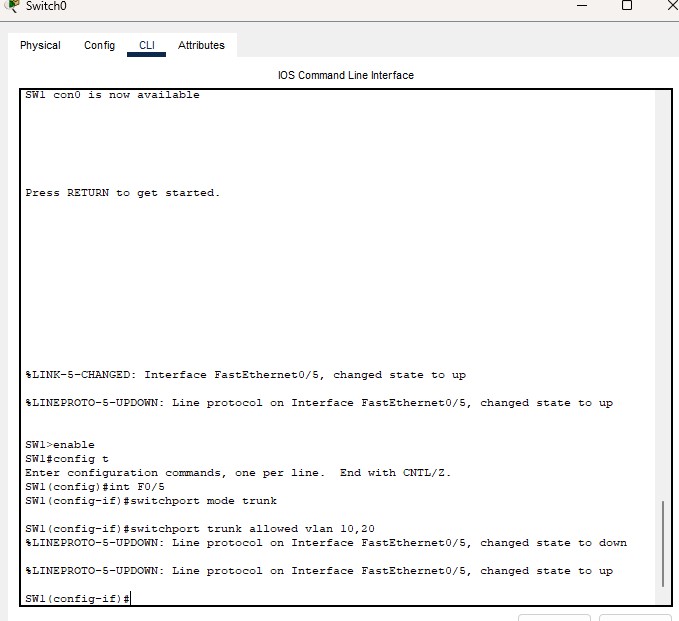 Switch0
Physical Config CLI Attributes
IOS Command Line Interface
SW1 con0 is now available
Press RETURN to get started.
%LINK-5-CHANGED: Interface FastEthernet0/5, changed state to up
%LINEPROTO-5-UPDOWN: Line protocol on Interface FastEthernet0/5, changed state to up
SW1>enable
SW1#config t
Enter configuration commands, one per line.  End with CNTL/Z.
SW1(config)#int F0/5
SW1(config-if)#switchport mode trunk
SW1(config-if)#switchport trunk allowed vlan 10,20
%LINEPROTO-5-UPDOWN: Line protocol on Interface FastEthernet0/5, changed state to down
%LINEPROTO-5-UPDOWN: Line protocol on Interface FastEthernet0/5, changed state to up
SW1(config-if)#